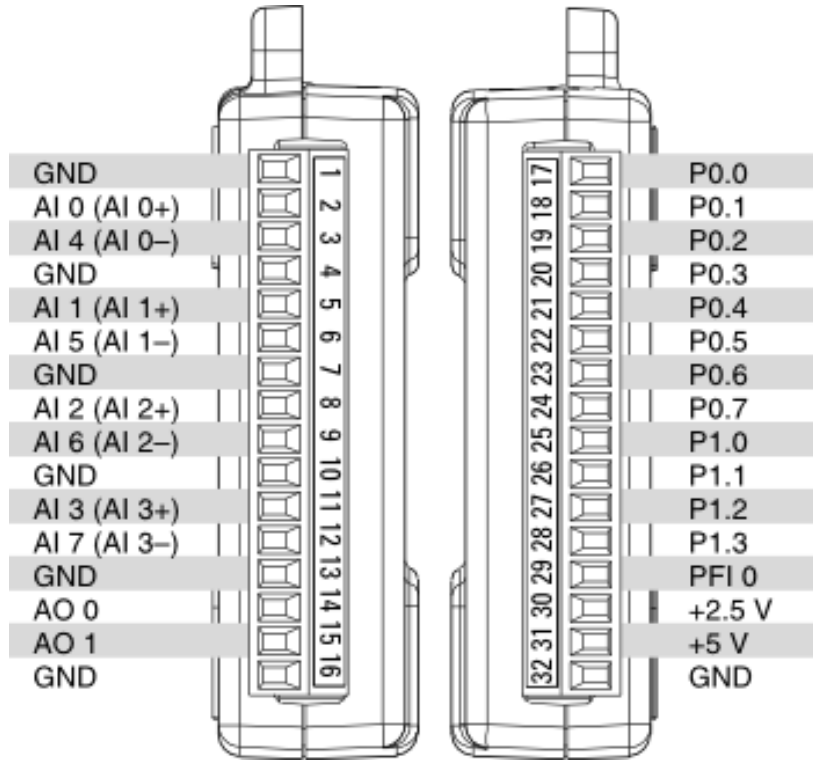 GND 1
AI 0 (AI 0+) 2
AI 4 (AI 0–) 3
GND 4
AI 1 (AI 1+) 5
AI 5 (AI 1–) 6
GND 7
AI 2 (AI 2+) 8
AI 6 (AI 2–) 9
GND 10
AI 3 (AI 3+) 11
AI 7 (AI 3–) 12
GND 13
AO 0 14
AO 1 15
GND 16
17 P0.0
18 P0.1
19 P0.2
20 P0.3
21 P0.4
22 P0.5
23 P0.6
24 P0.7
25 P1.0
26 P1.1
27 P1.2
28 P1.3
29 PFI 0
30 +2.5 V
31 +5 V
32 GND